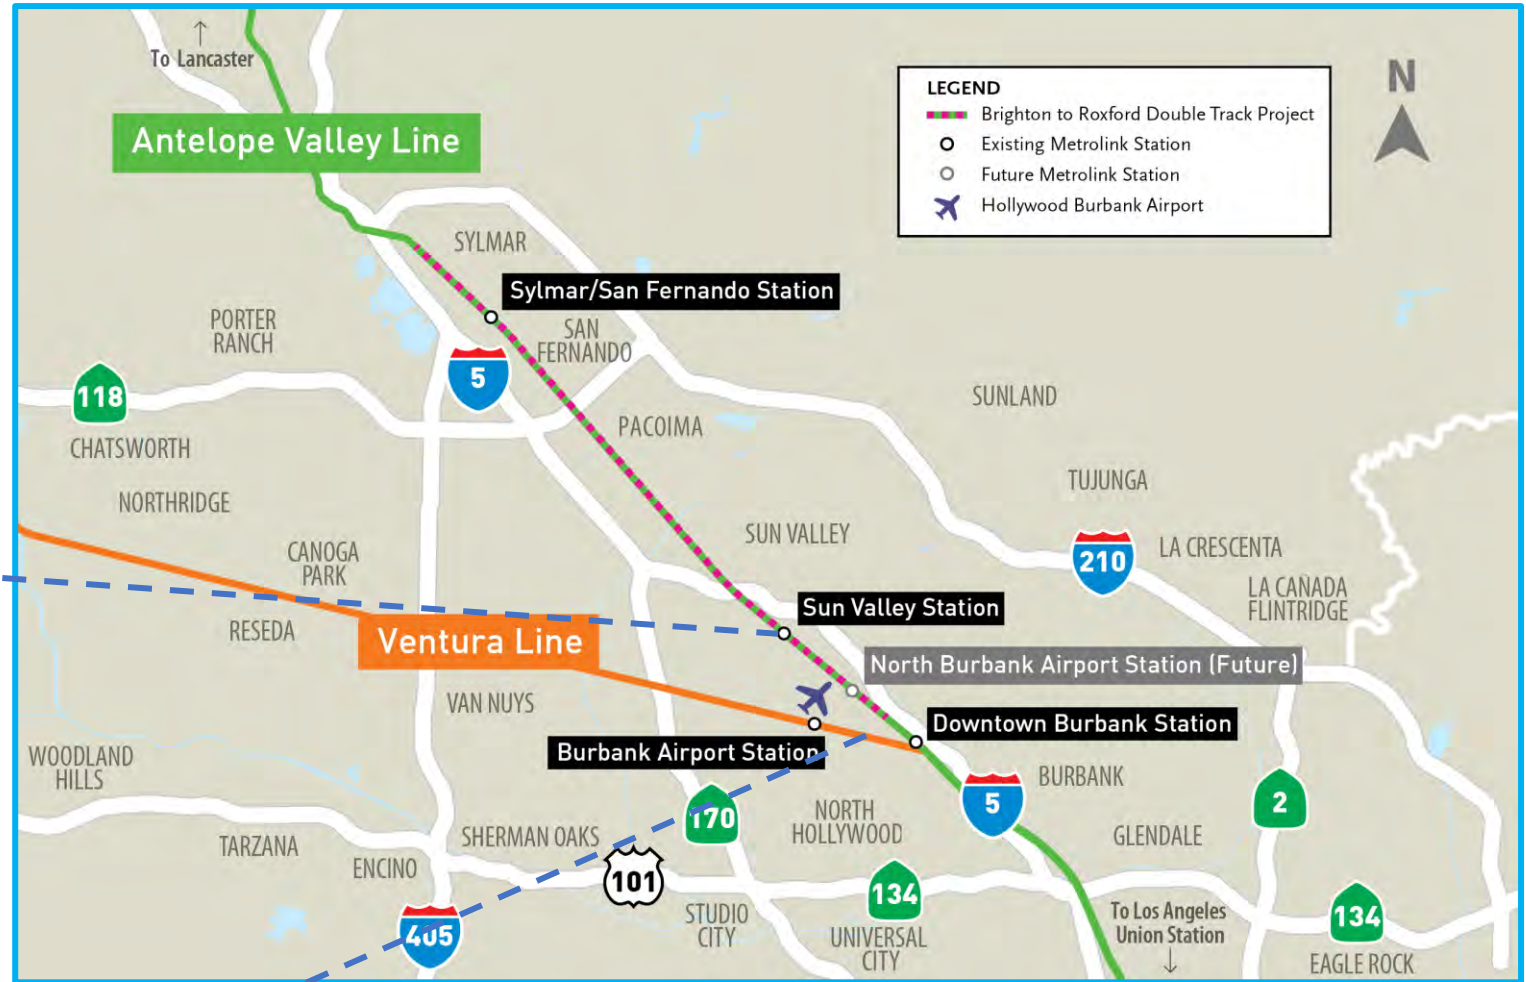 To Lancaster
Antelope Valley Line
LEGEND
Brighton to Roxford Double Track Project
Existing Metrolink Station
Future Metrolink Station
Hollywood Burbank Airport
N
SYLMAR
Sylmar/San Fernando Station
PORTER
RANCH
SAN
FERNANDO
5
118
SUNLAND
PACOIMA
CHATSWORTH
TUJUNGA
NORTHRIDGE
SUN VALLEY
CANOGA
PARK
210
LA CRESCENTA
LA CAÑADA
FLINTRIDGE
RESEDA
Sun Valley Station
Ventura Line
North Burbank Airport Station (Future)
VAN NUYS
Downtown Burbank Station
Burbank Airport Station
WOODLAND
HILLS
BURBANK
5
2
170
NORTH
HOLLYWOOD
SHERMAN OAKS
GLENDALE
TARZANA
ENCINO
101
134
STUDIO
CITY
To Los Angeles
Union Station
134
405
UNIVERSAL
CITY
EAGLE ROCK